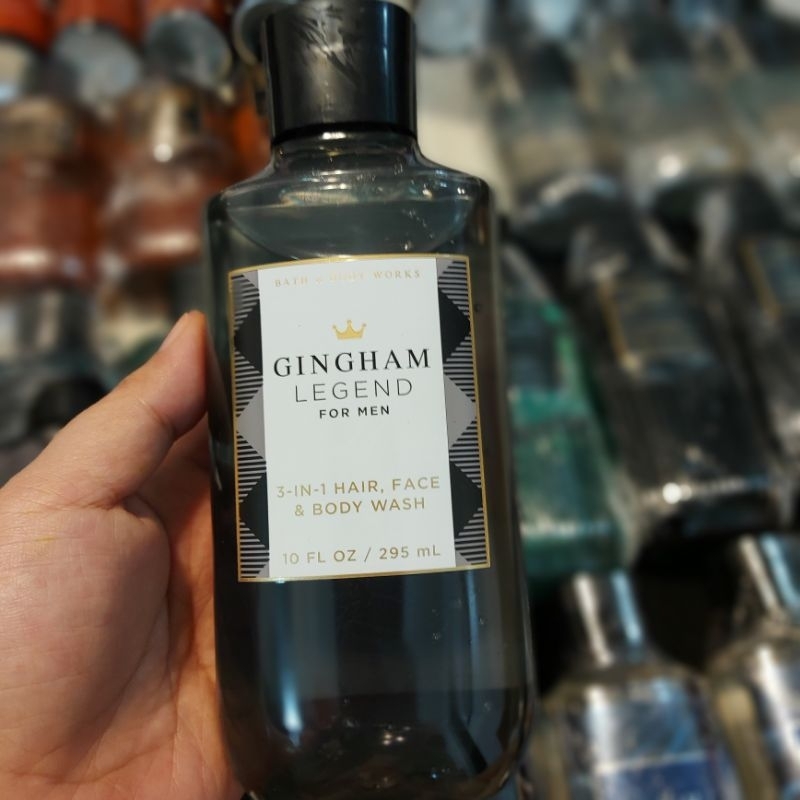 BATH & BODY WORKS
GINGHAM
LEGEND
FOR MEN
3-IN-1 HAIR, FACE
& BODY WASH
10 FL OZ / 295 mL